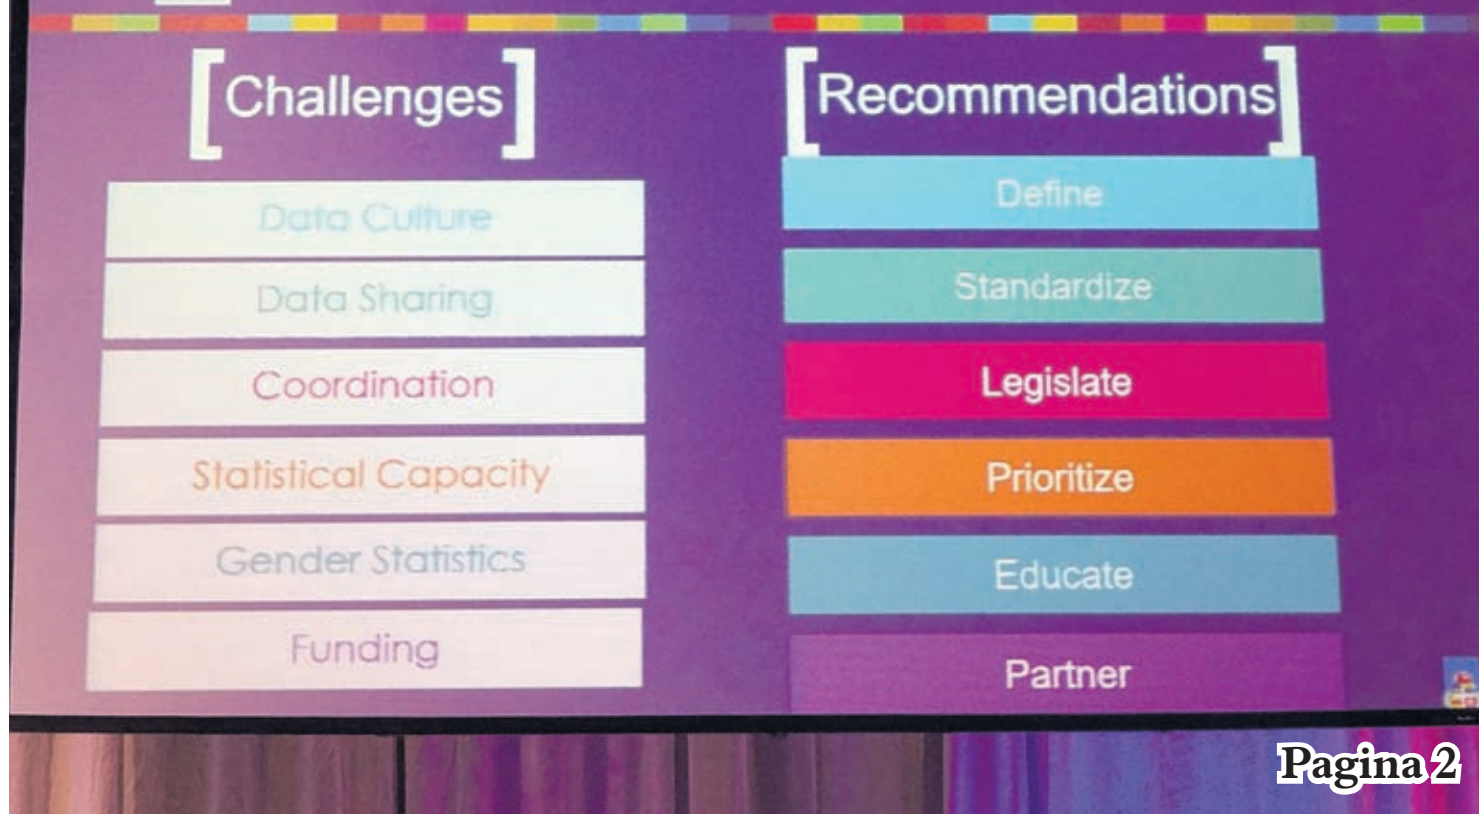 [Challenges]
Data Culture
Data Sharing
Coordination
Statistical Capacity
Gender Statistics
Funding
[Recommendations]
Define
Standardize
Legislate
Prioritize
Educate
Partner
Pagina 2